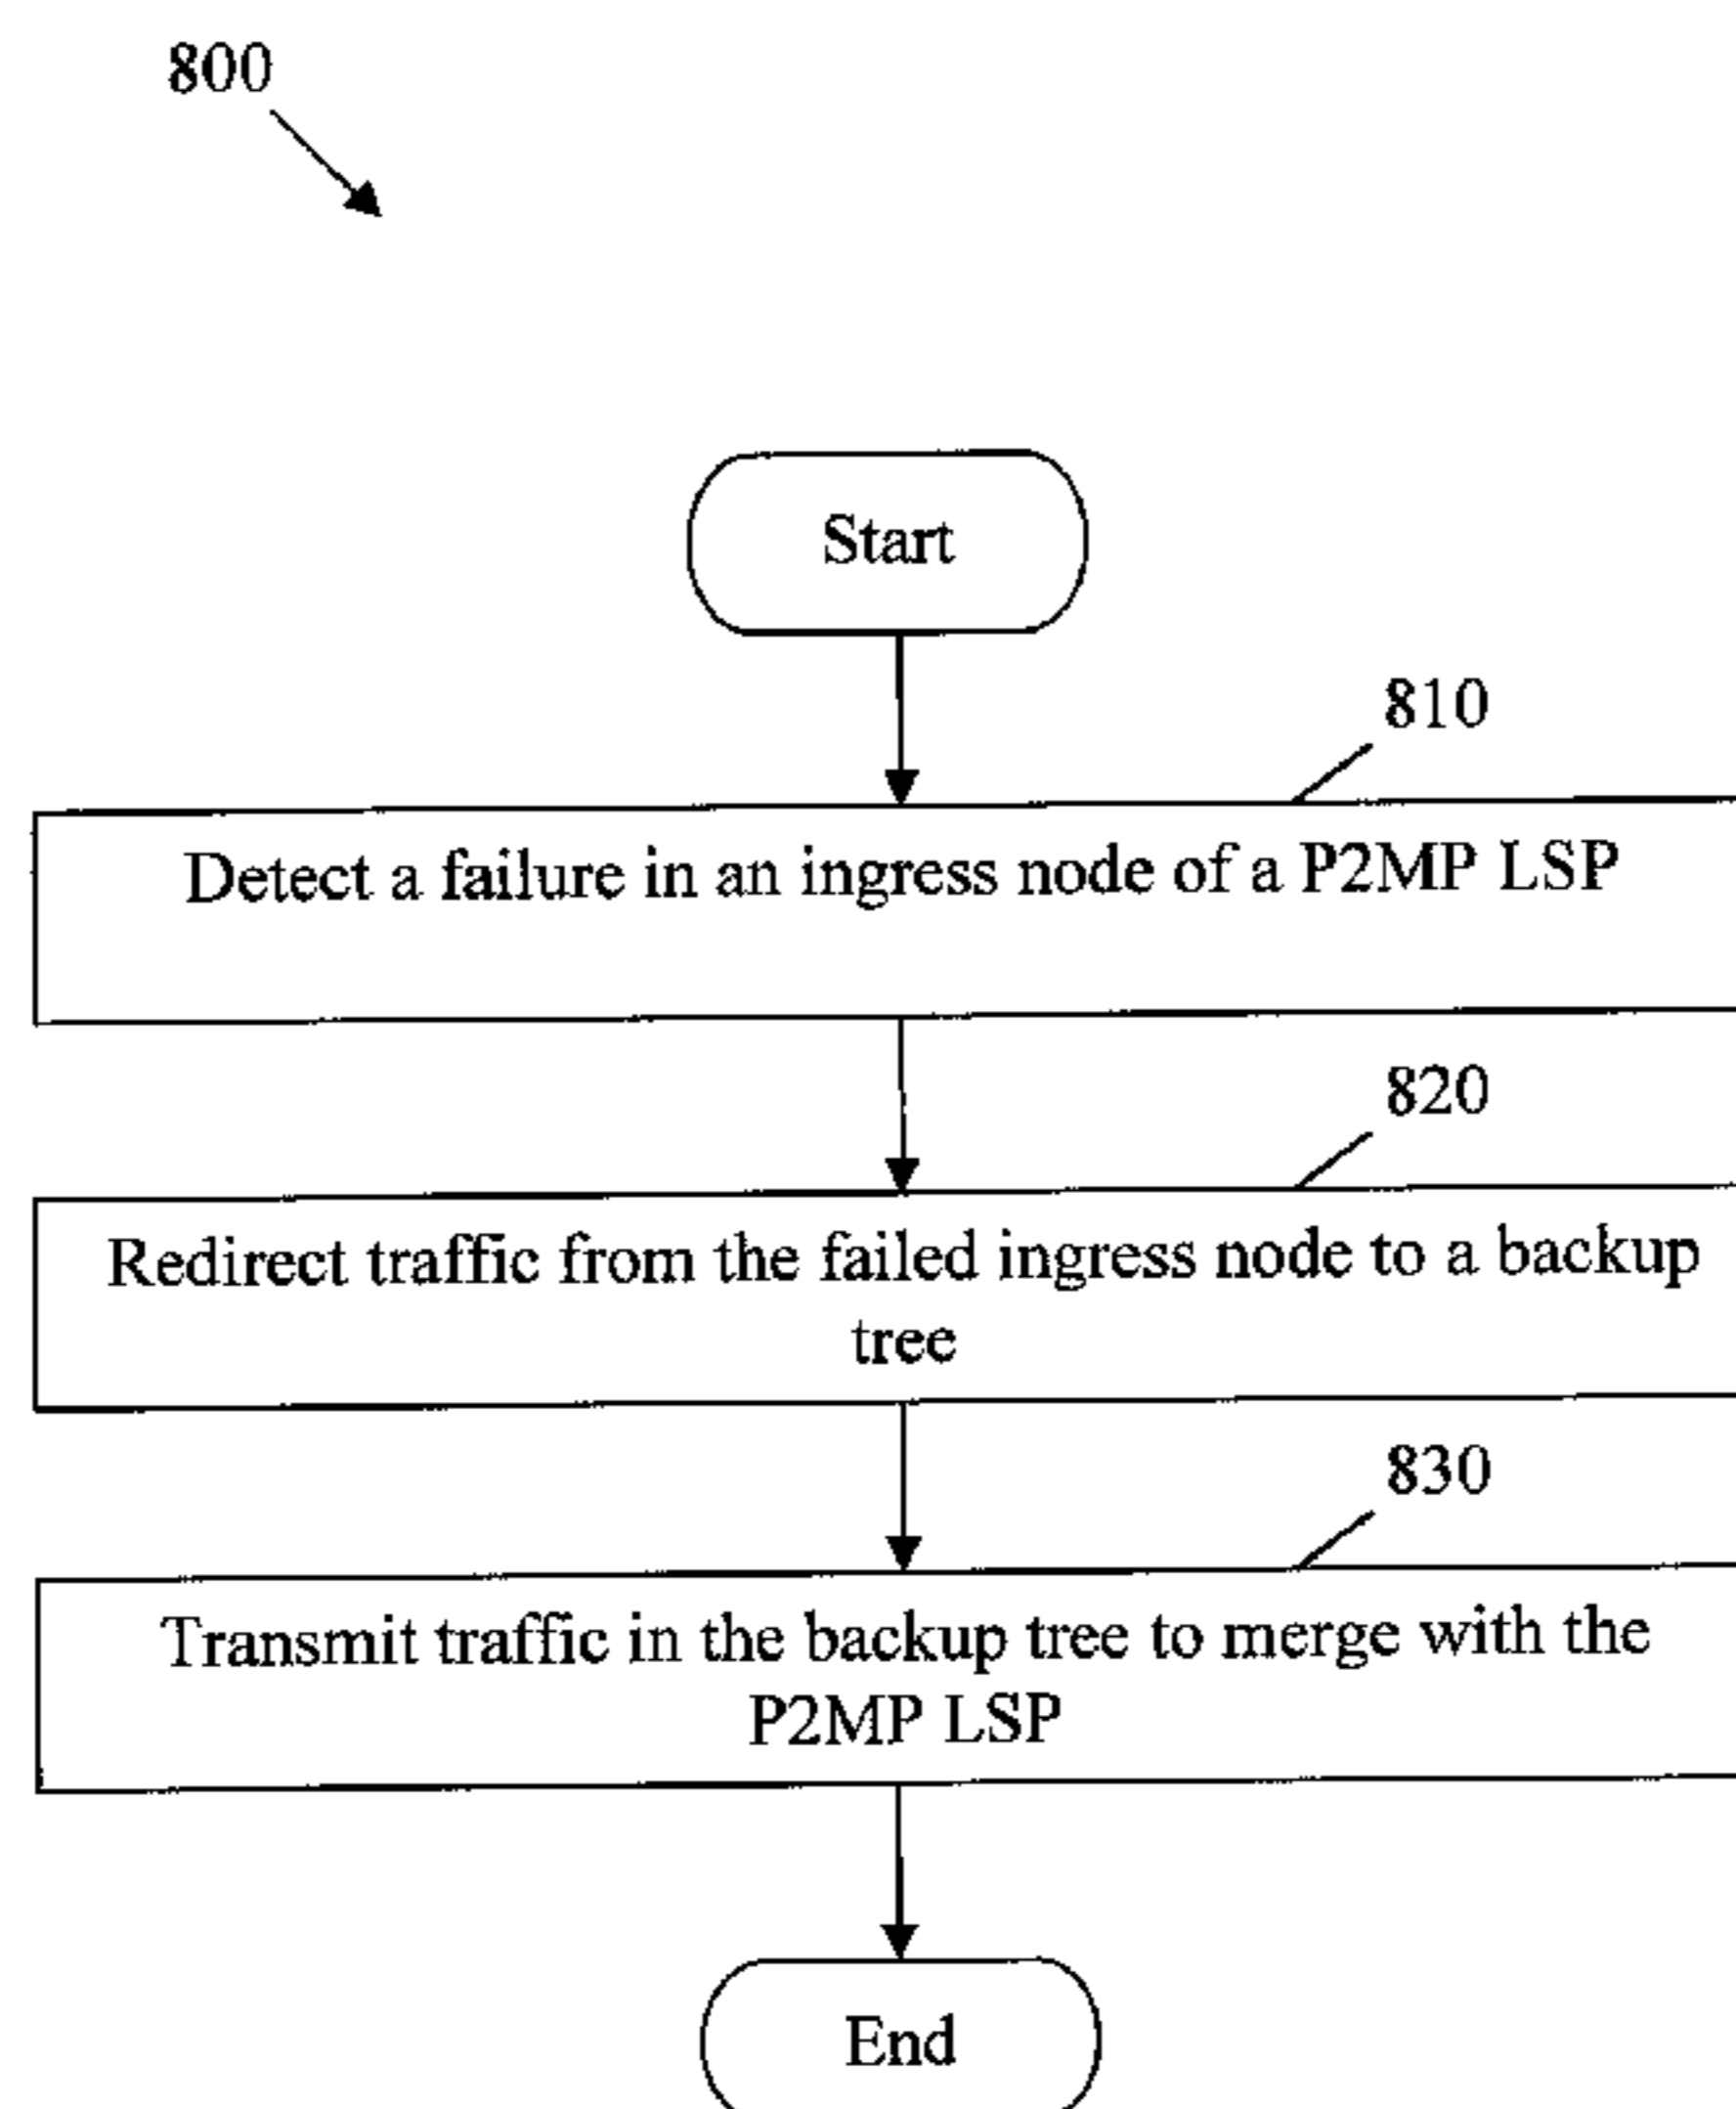 800
Start
810
Detect a failure in an ingress node of a P2MP LSP
820
Redirect traffic from the failed ingress node to a backup
tree
830
Transmit traffic in the backup tree to merge with the
P2MP LSP
End